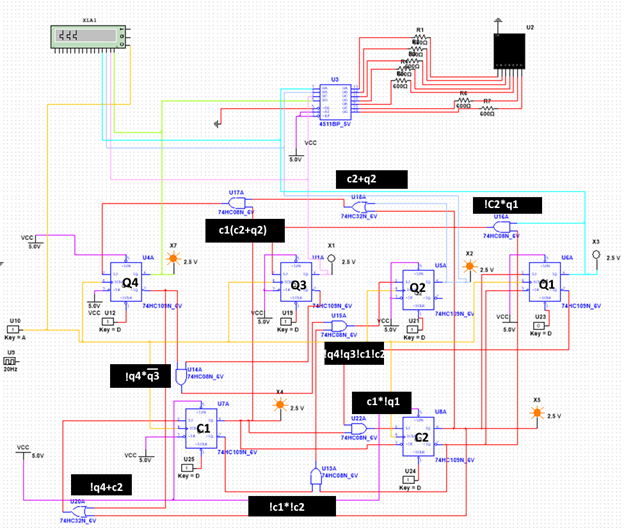 XLA1
U2
R1
600Ω
600Ω
R6
600Ω
R7
600Ω
U3
4511BP_5V
VCC
5.0V
c2+q2
!C2*q1
U17A
74HC08N_6V
U18A
74HC32N_6V
U16A
74HC08N_6V
c1(c2+q2)
VCC
5.0V
X7
2.5 V
U4A
Q4
74HC109N_6V
VCC
5.0V
U12
Key = D
X1
2.5 V
Q3
74HC109N_6V
VCC
5.0V
U19
Key = D
X2
2.5 V
U5A
Q2
74HC109N_6V
VCC
5.0V
U21
Key = D
X3
2.5 V
U6A
Q1
74HC109N_6V
VCC
5.0V
U23
Key = D
U10
Key = A
U9
20Hz
U15A
74HC08N_6V
!q4!q3!c1!c2
U14A
74HC08N_6V
!q4*q̅3̅
c1*!q1
X4
2.5 V
X5
2.5 V
U7A
C1
74HC109N_6V
VCC
5.0V
U25
Key = D
U22A
74HC08N_6V
U8A
C2
74HC109N_6V
U24
Key = D
VCC
5.0V
U13A
74HC08N_6V
!q4+c2
U20A
74HC32N_6V
!c1*!c2